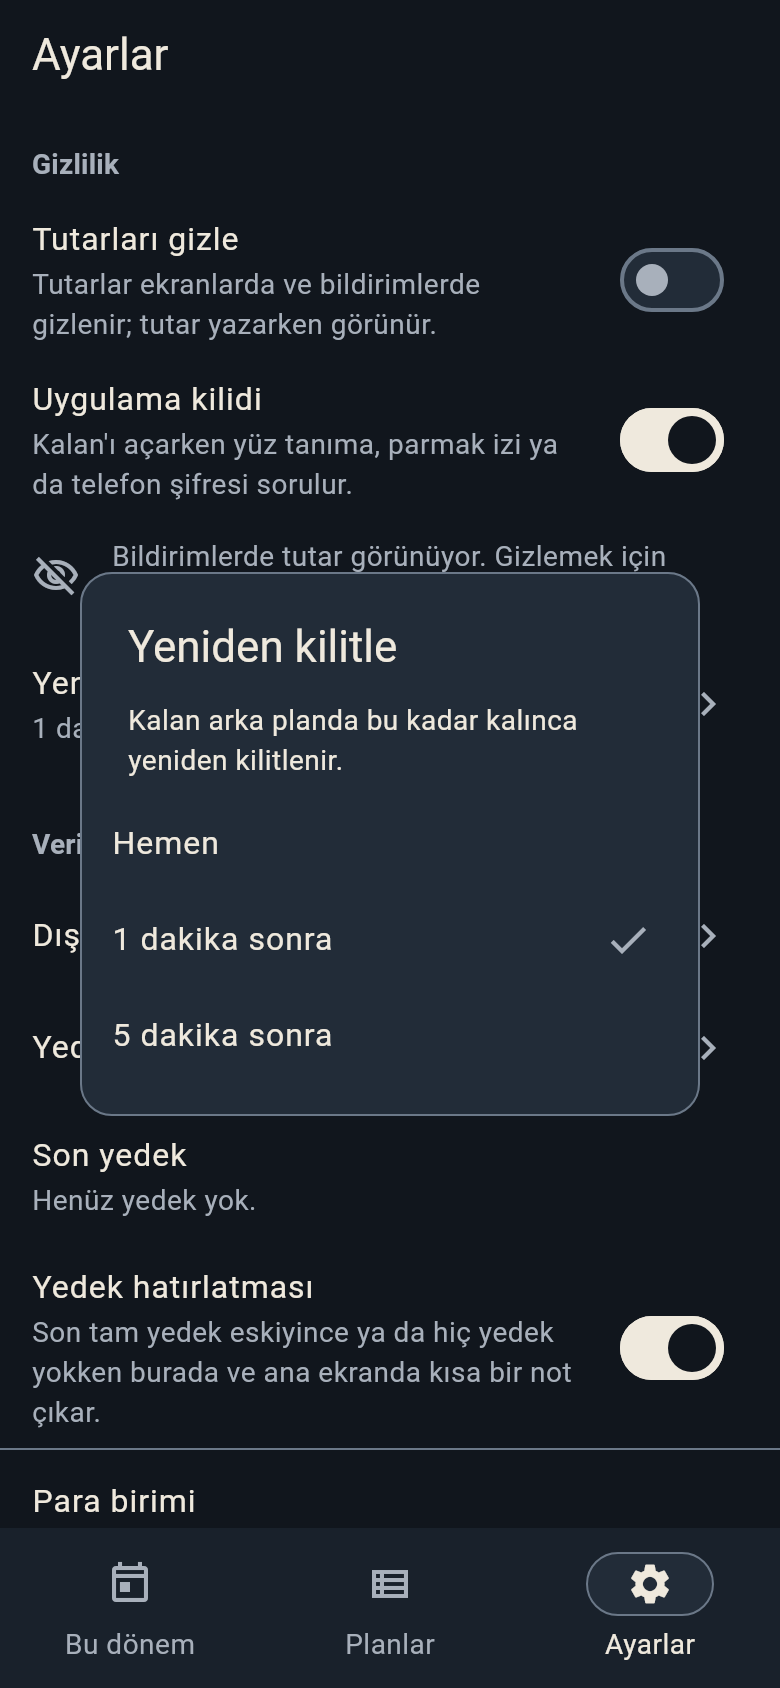 Ayarlar
Gizlilik
Tutarları gizle
Tutarlar ekranlarda ve bildirimlerde
gizlenir; tutar yazarken görünür.
Uygulama kilidi
Kalan'ı açarken yüz tanıma, parmak izi ya
da telefon şifresi sorulur.
Bildirimlerde tutar görünüyor. Gizlemek için
Yeniden kilitle
Kalan arka planda bu kadar kalınca
yeniden kilitlenir.
Hemen
1 dakika sonra
5 dakika sonra
Son yedek
Henüz yedek yok.
Yedek hatırlatması
Son tam yedek eskiyince ya da hiç yedek
yokken burada ve ana ekranda kısa bir not
çıkar.
Para birimi
Bu dönem
Planlar
Ayarlar